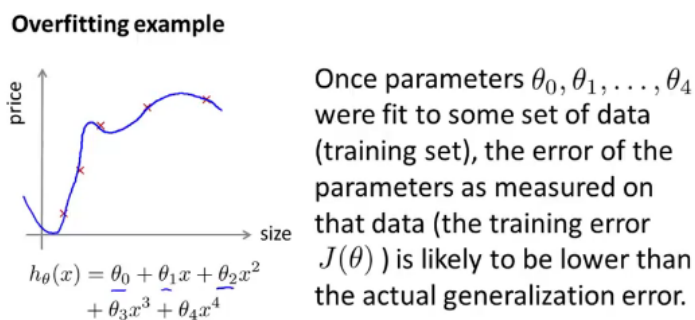 Overfitting example
price
size
hθ(x) = θ0 + θ1x + θ2x²
+ θ3x³ + θ4x⁴
Once parameters θ0, θ1, . . . , θ4
were fit to some set of data
(training set), the error of the
parameters as measured on
that data (the training error
J(θ) ) is likely to be lower than
the actual generalization error.